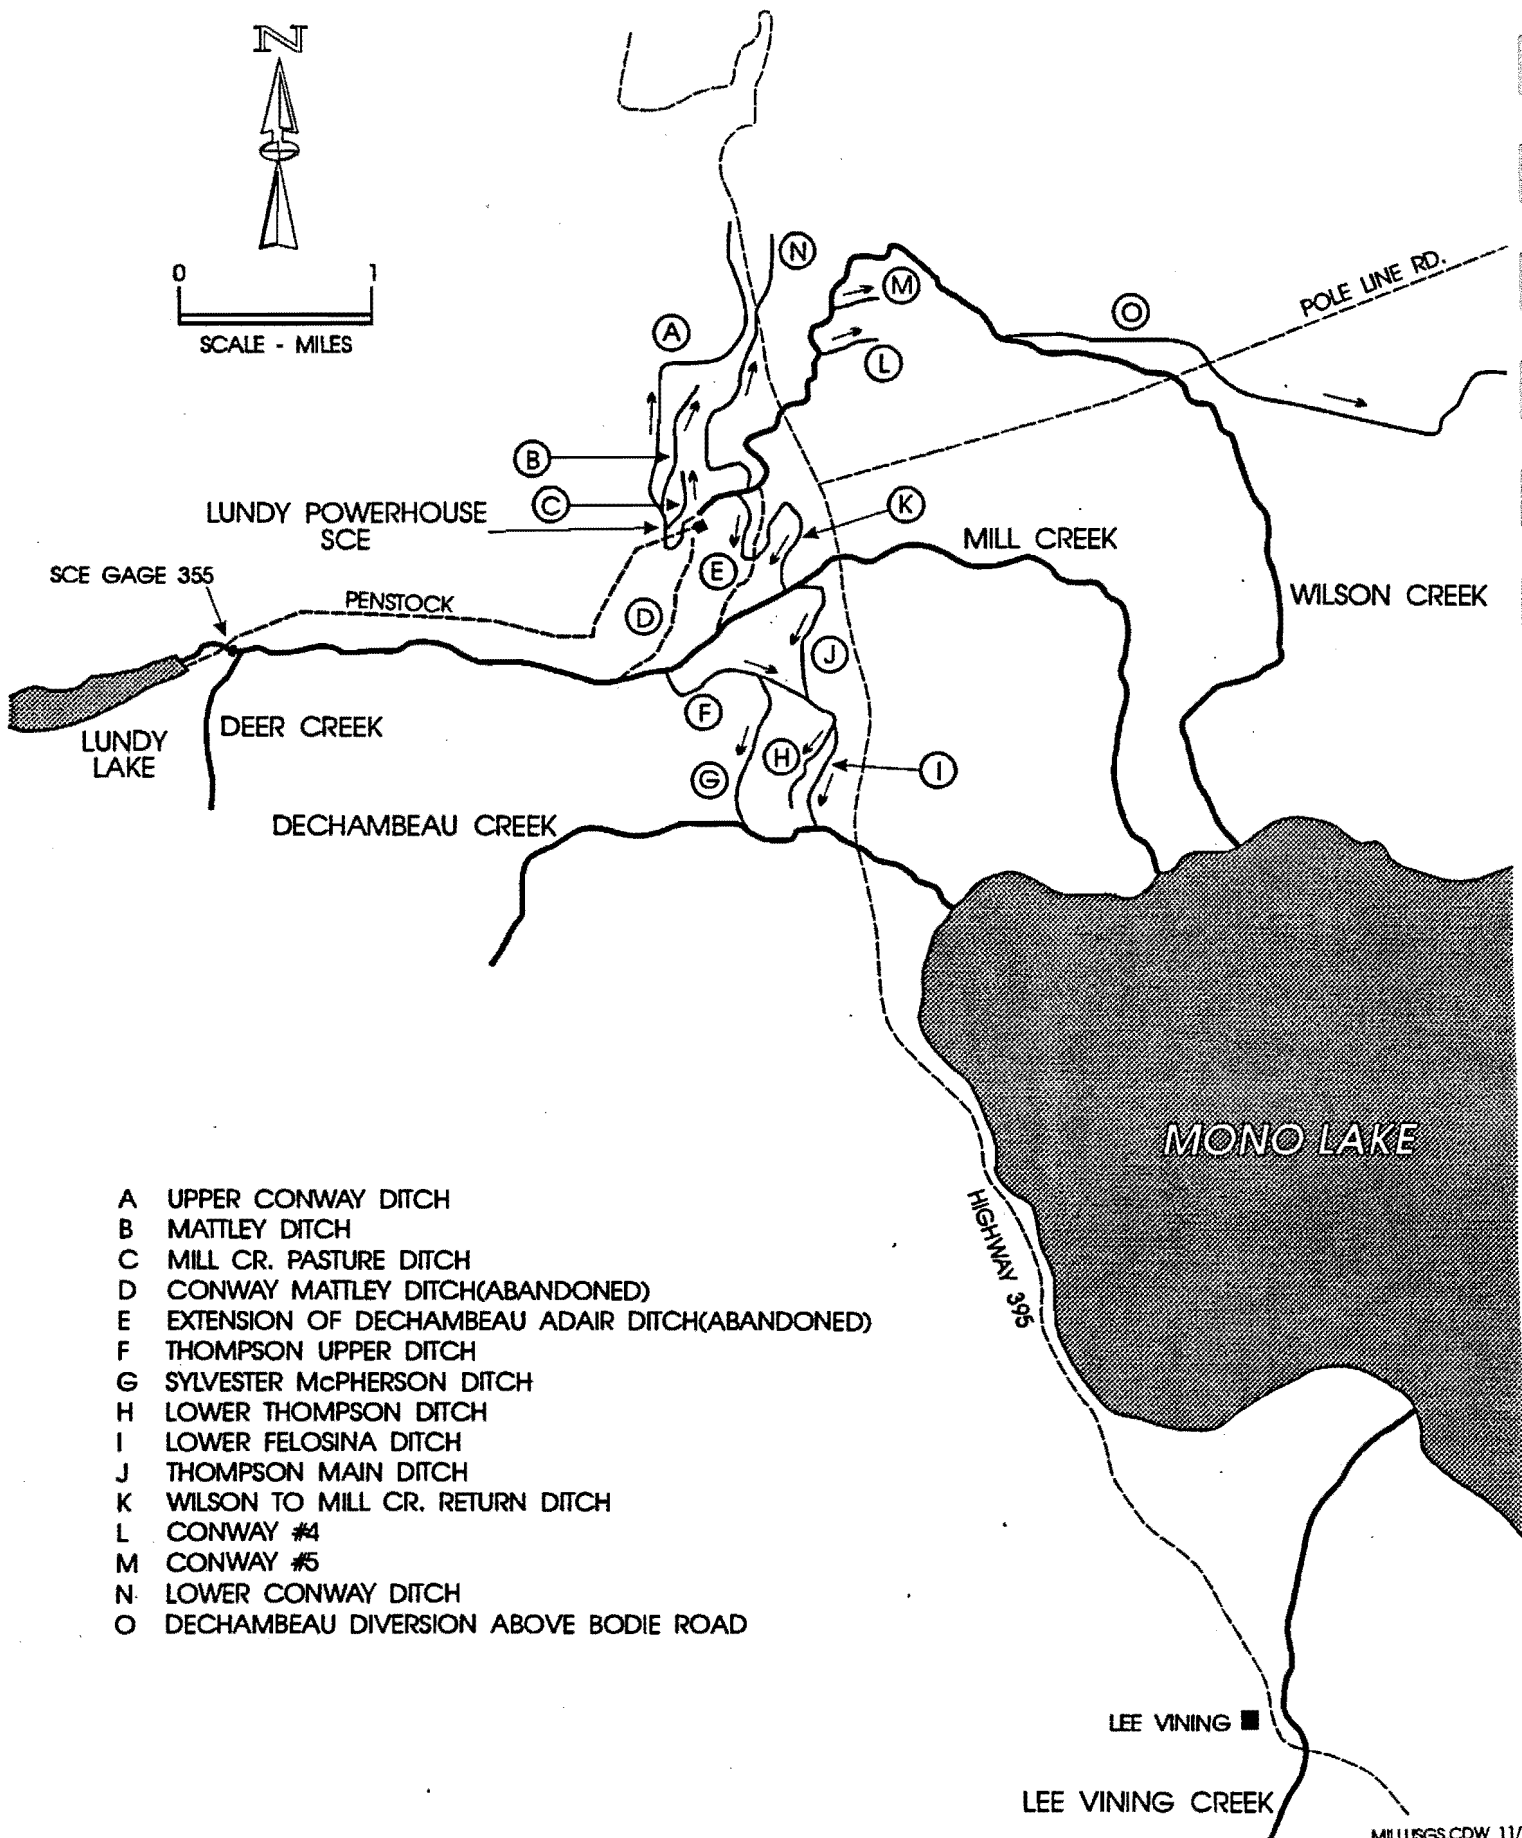 N
0 1
SCALE - MILES
N
A
M
O
POLE LINE RD.
L
B
C
K
LUNDY POWERHOUSE
SCE
MILL CREEK
SCE GAGE 355
E
WILSON CREEK
PENSTOCK
D
J
F
DEER CREEK
LUNDY
LAKE
H
G
I
DECHAMBEAU CREEK
MONO LAKE
HIGHWAY 395
A UPPER CONWAY DITCH
B MATTLEY DITCH
C MILL CR. PASTURE DITCH
D CONWAY MATTLEY DITCH(ABANDONED)
E EXTENSION OF DECHAMBEAU ADAIR DITCH(ABANDONED)
F THOMPSON UPPER DITCH
G SYLVESTER McPHERSON DITCH
H LOWER THOMPSON DITCH
I LOWER FELOSINA DITCH
J THOMPSON MAIN DITCH
K WILSON TO MILL CR. RETURN DITCH
L CONWAY #4
M CONWAY #5
N LOWER CONWAY DITCH
O DECHAMBEAU DIVERSION ABOVE BODIE ROAD
LEE VINING
LEE VINING CREEK